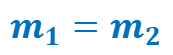 m₁ = m₂